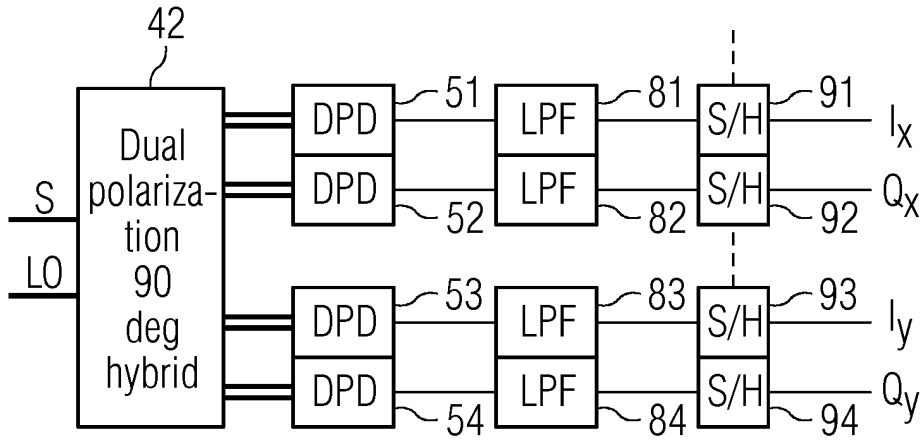 42
51 81 91
DPD LPF S/H Ix
Dual
polariza-
tion
90
deg
hybrid
DPD LPF S/H Qx
S
52 82 92
LO
53 83 93
DPD LPF S/H Iy
DPD LPF S/H Qy
54 84 94